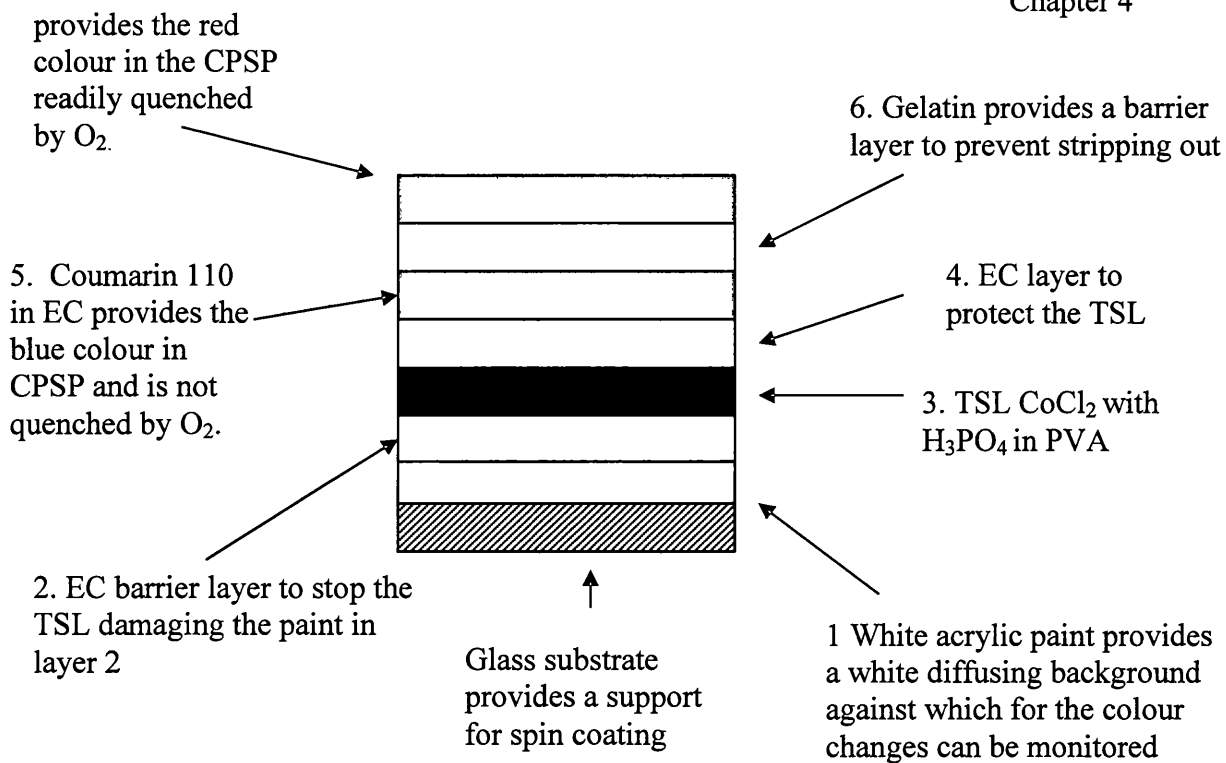 Chapter 4
provides the red
colour in the CPSP
readily quenched
by O₂.
6. Gelatin provides a barrier
layer to prevent stripping out
5. Coumarin 110
in EC provides the
blue colour in
CPSP and is not
quenched by O₂.
4. EC layer to
protect the TSL
3. TSL CoCl₂ with
H₃PO₄ in PVA
2. EC barrier layer to stop the
TSL damaging the paint in
layer 2
Glass substrate
provides a support
for spin coating
1 White acrylic paint provides
a white diffusing background
against which for the colour
changes can be monitored